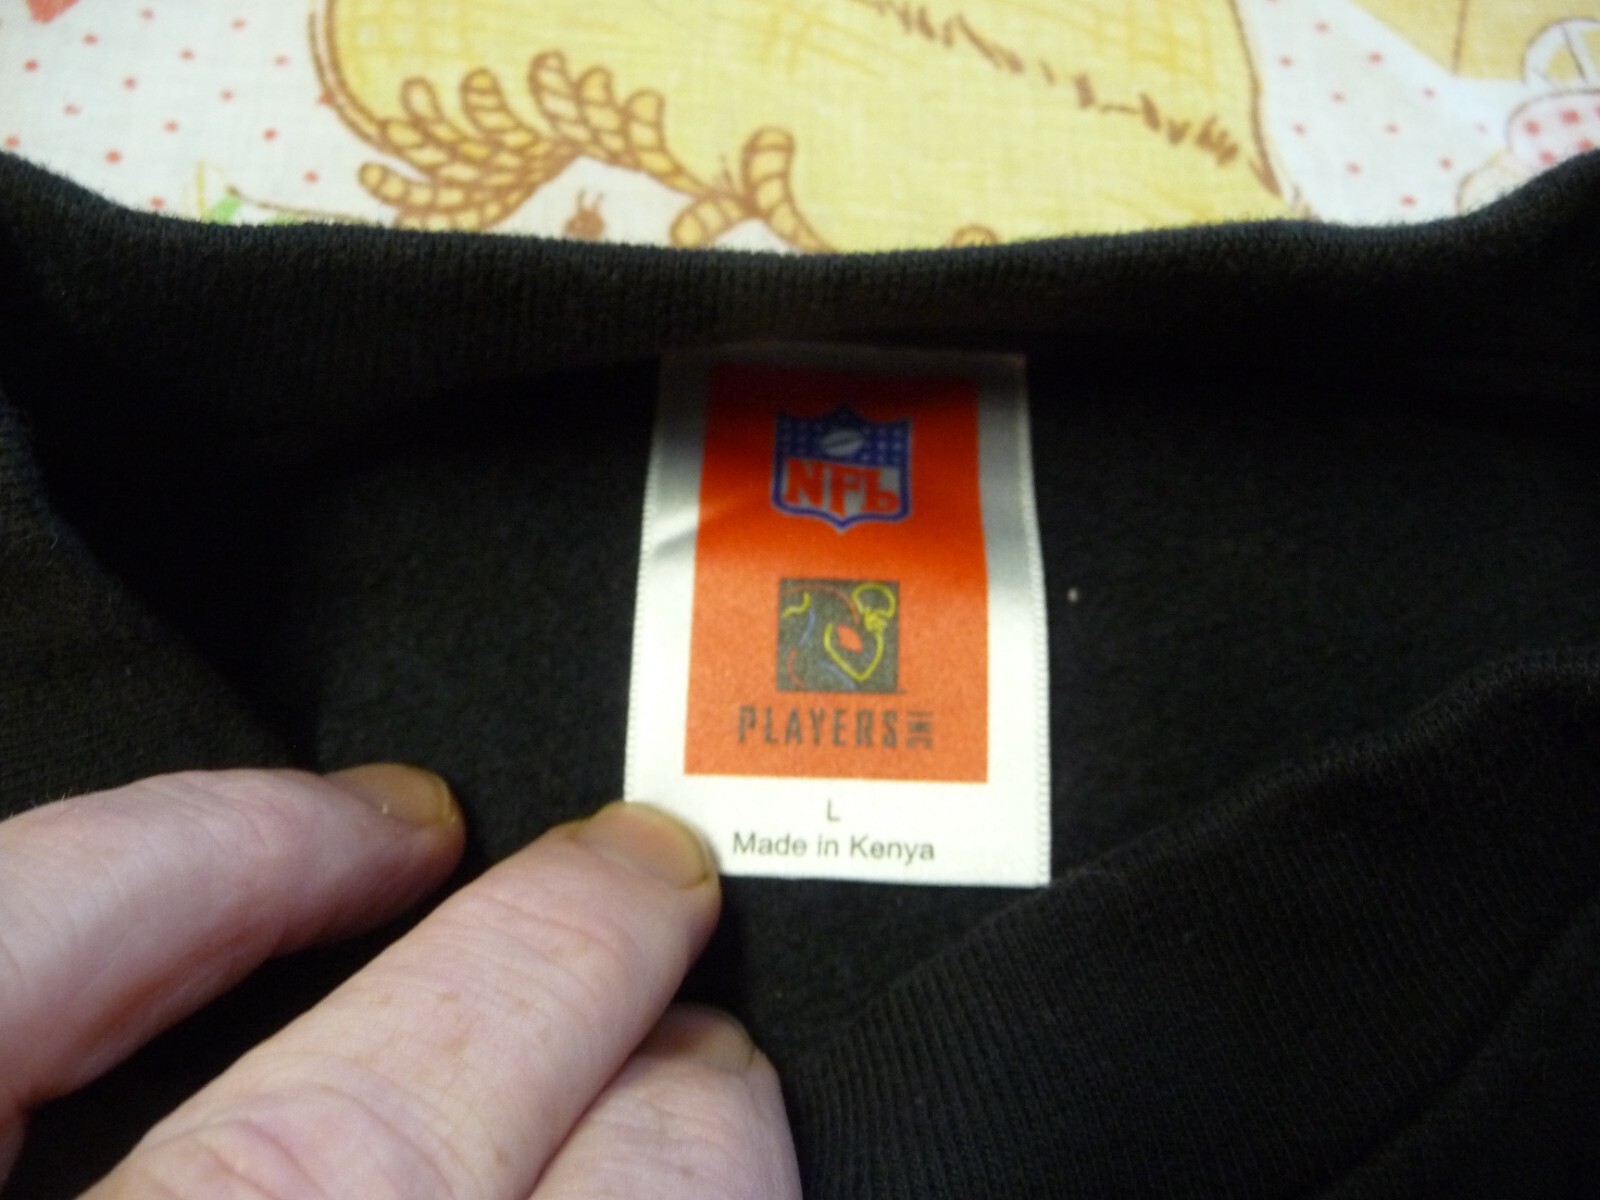 NFL
PLAYERS INC
L
Made in Kenya